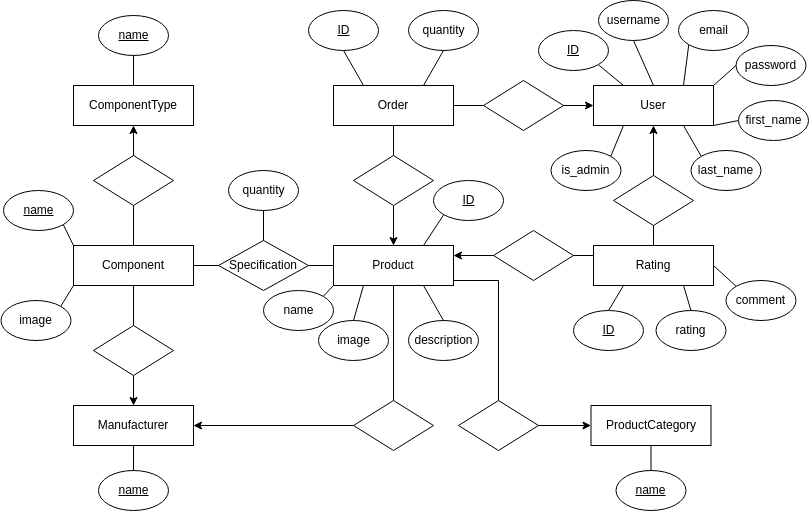 username
name
ID
quantity
email
ID
password
ComponentType
Order
User
first_name
is_admin
last_name
quantity
name
ID
Component
Specification
Product
Rating
name
comment
image
image
description
ID
rating
Manufacturer
ProductCategory
name
name